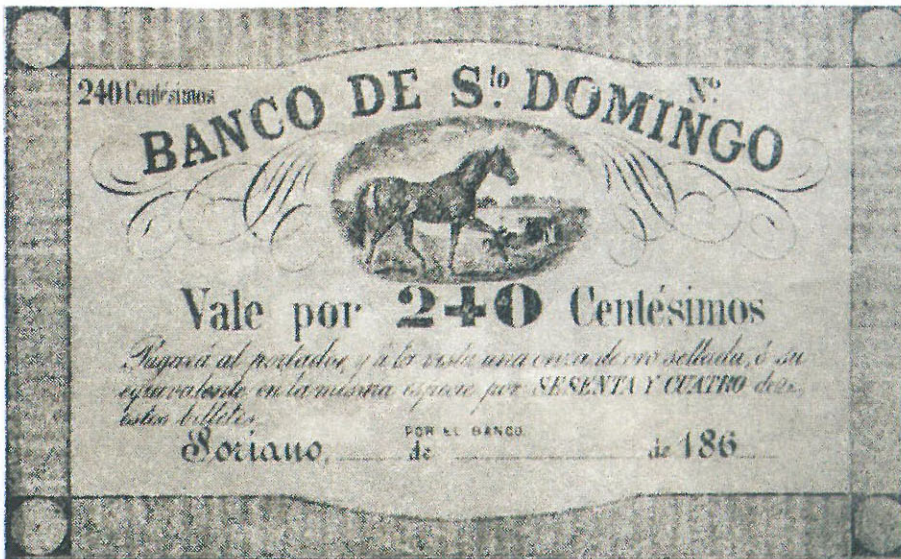 240 Centésimos Nº
BANCO DE Sto. DOMINGO
Vale por 240 Centésimos
Pagará al portador, y á la vista una onza de oro sellado, ó su
equivalente en la misma especie por SESENTA Y CUATRO de
estos billetes.
POR EL BANCO
Soriano, de de 186